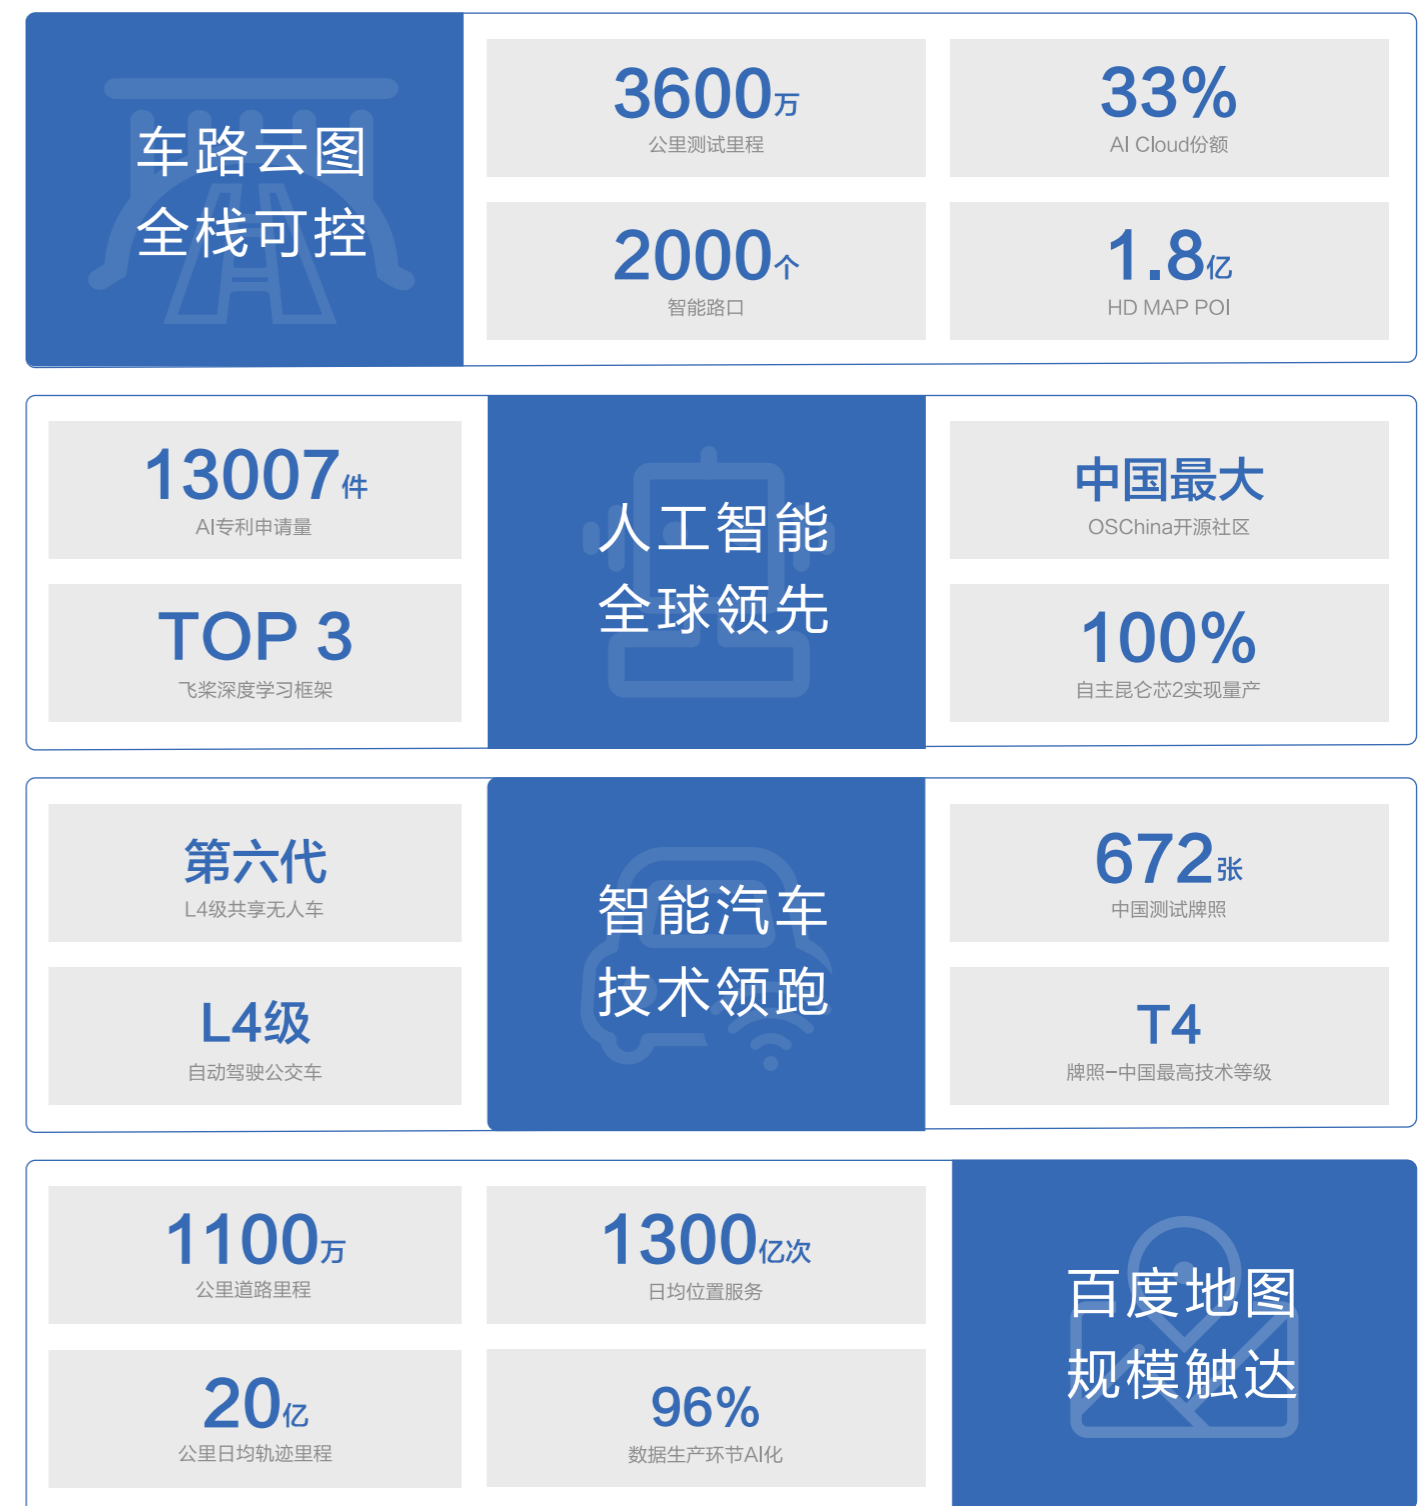 车路云图
全栈可控
3600万
公里测试里程
33%
AI Cloud份额
2000个
智能路口
1.8亿
HD MAP POI
13007件
AI专利申请量
TOP 3
飞桨深度学习框架
人工智能
全球领先
中国最大
OSChina开源社区
100%
自主昆仑芯2实现量产
第六代
L4级共享无人车
L4级
自动驾驶公交车
智能汽车
技术领跑
672张
中国测试牌照
T4
牌照-中国最高技术等级
1100万
公里道路里程
1300亿次
日均位置服务
20亿
公里日均轨迹里程
96%
数据生产环节AI化
百度地图
规模触达